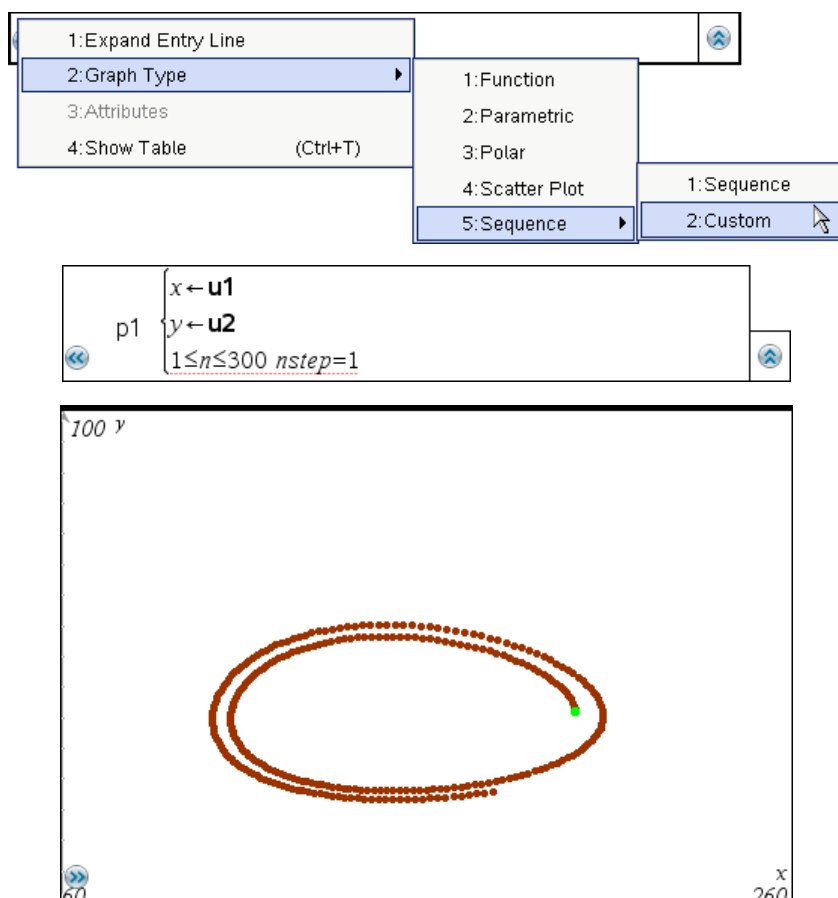 1:Expand Entry Line
2:Graph Type
3:Attributes
4:Show Table (Ctrl+T)
1:Function
2:Parametric
3:Polar
4:Scatter Plot
5:Sequence
1:Sequence
2:Custom
x←u1
p1
y←u2
1≤n≤300 nstep=1
100 y
x
60
260